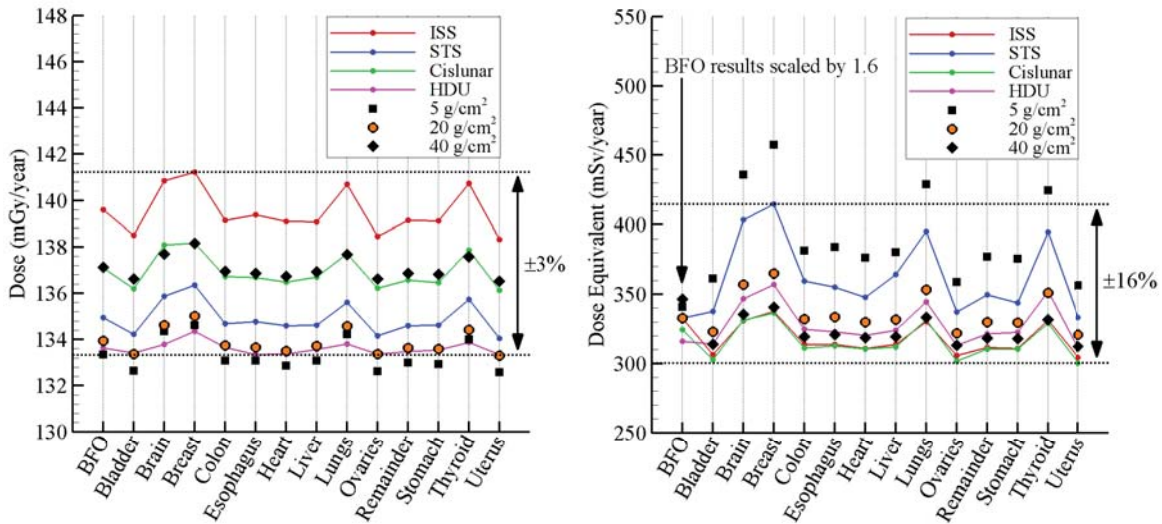 148
146
144
142
140
138
136
134
132
130
Dose (mGy/year)
ISS
STS
Cislunar
HDU
5 g/cm²
20 g/cm²
40 g/cm²
±3%
BFO
Bladder
Brain
Breast
Colon
Esophagus
Heart
Liver
Lungs
Ovaries
Remainder
Stomach
Thyroid
Uterus
550
500
450
400
350
300
250
Dose Equivalent (mSv/year)
BFO results scaled by 1.6
ISS
STS
Cislunar
HDU
5 g/cm²
20 g/cm²
40 g/cm²
±16%
BFO
Bladder
Brain
Breast
Colon
Esophagus
Heart
Liver
Lungs
Ovaries
Remainder
Stomach
Thyroid
Uterus